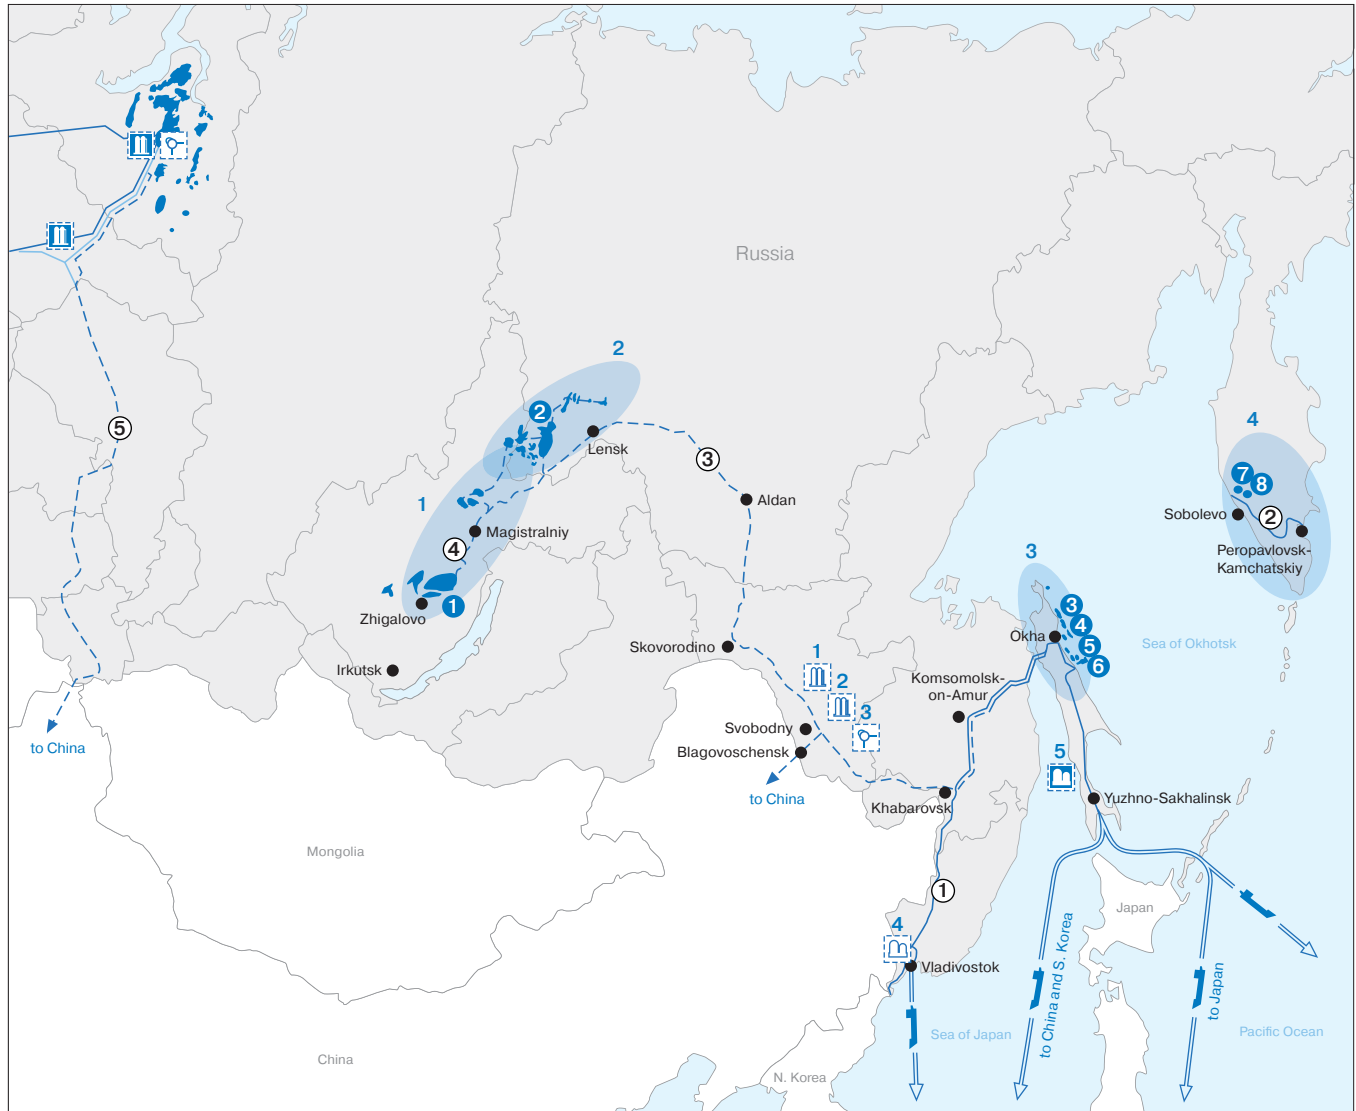 Russia
5
2
2
Lensk
3
1
Aldan
Magistralniy
4
1
Zhigalovo
Irkutsk
to China
4
7
8
Sobolevo
2
Peropavlovsk-
Kamchatskiy
3
3
4
5
6
Okha
Sea of Okhotsk
Skovorodino
1
2
3
Komsomolsk-
on-Amur
Svobodny
Blagovoschensk
to China
Khabarovsk
5
Yuzhno-Sakhalinsk
Mongolia
1
Japan
4
Vladivostok
to China and S. Korea
to Japan
Sea of Japan
Pacific Ocean
China
N. Korea